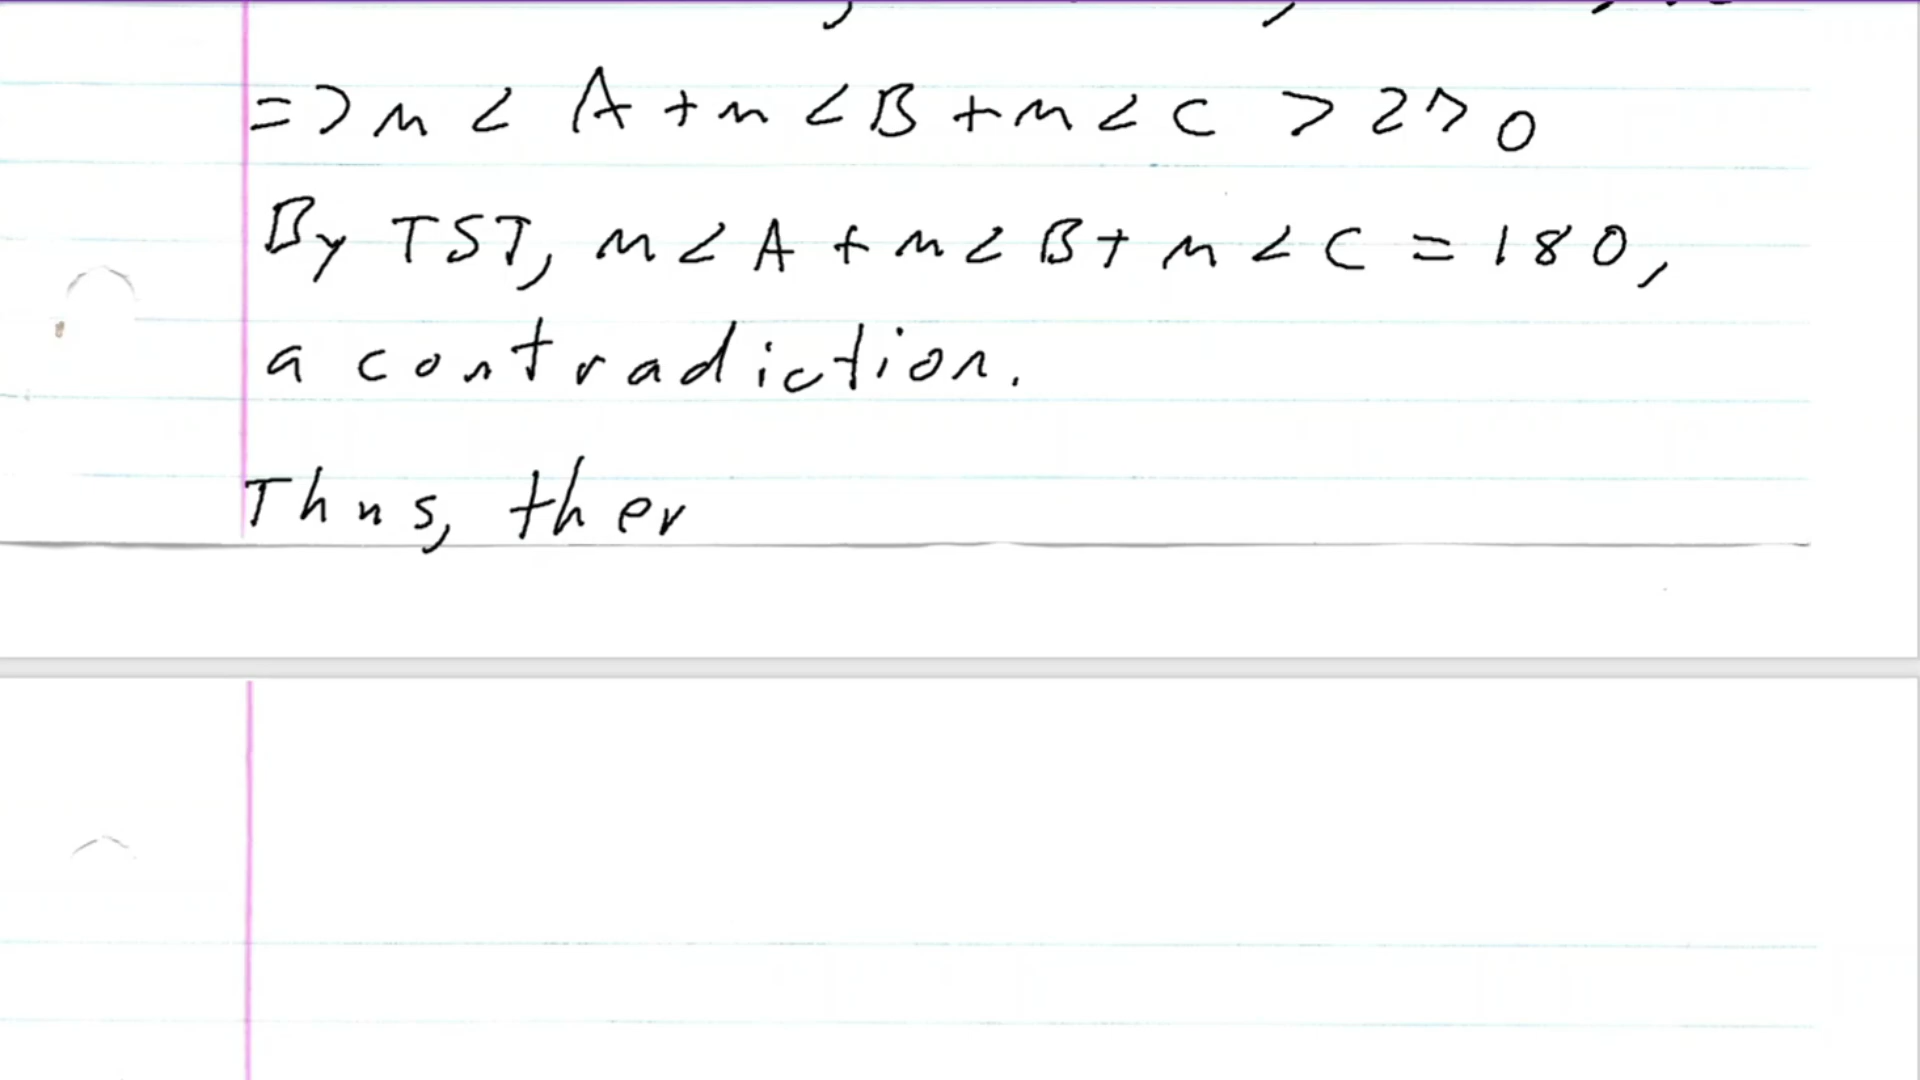 => m < A + m < B + m < C > 270
By TST, m < A + m < B + m < C = 180,
a contradiction.
Thus, ther